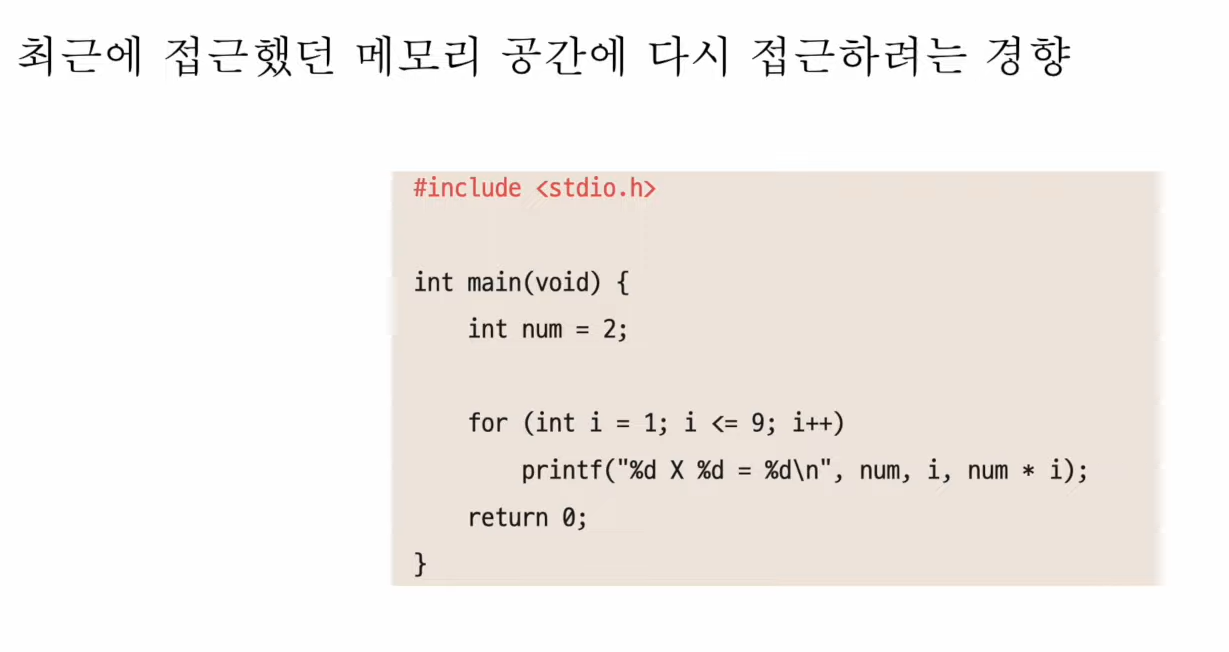 최근에 접근했던 메모리 공간에 다시 접근하려는 경향
#include <stdio.h>
int main(void) {
    int num = 2;
    for (int i = 1; i <= 9; i++)
        printf("%d X %d = %d\n", num, i, num * i);
    return 0;
}